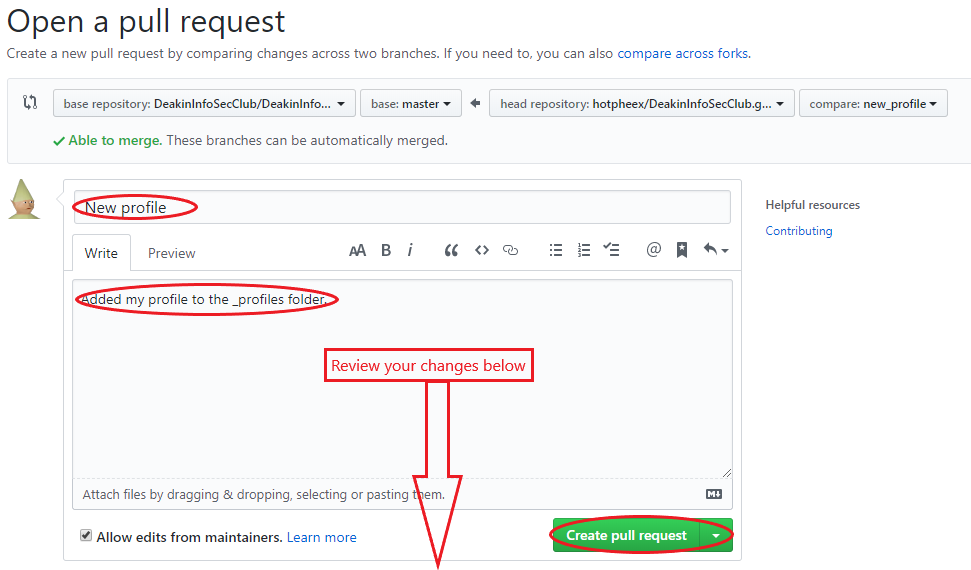 Open a pull request
Create a new pull request by comparing changes across two branches. If you need to, you can also compare across forks.
base repository: DeakinInfoSecClub/DeakinInfo... base: master head repository: hotpheex/DeakinInfoSecClub.g... compare: new_profile
Able to merge. These branches can be automatically merged.
New profile
Helpful resources
Contributing
Write Preview AA B i “ <> @
Added my profile to the _profiles folder.
Review your changes below
Attach files by dragging & dropping, selecting or pasting them. M
Allow edits from maintainers. Learn more
Create pull request